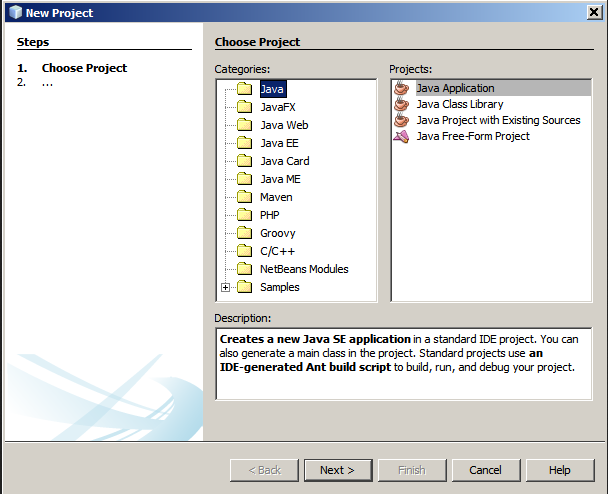 New Project
Steps
1. Choose Project
2. ...
Choose Project
Categories:
Java
JavaFX
Java Web
Java EE
Java Card
Java ME
Maven
PHP
Groovy
C/C++
NetBeans Modules
Samples
Projects:
Java Application
Java Class Library
Java Project with Existing Sources
Java Free-Form Project
Description:
Creates a new Java SE application in a standard IDE project. You can
also generate a main class in the project. Standard projects use an
IDE-generated Ant build script to build, run, and debug your project.
< Back
Next >
Finish
Cancel
Help